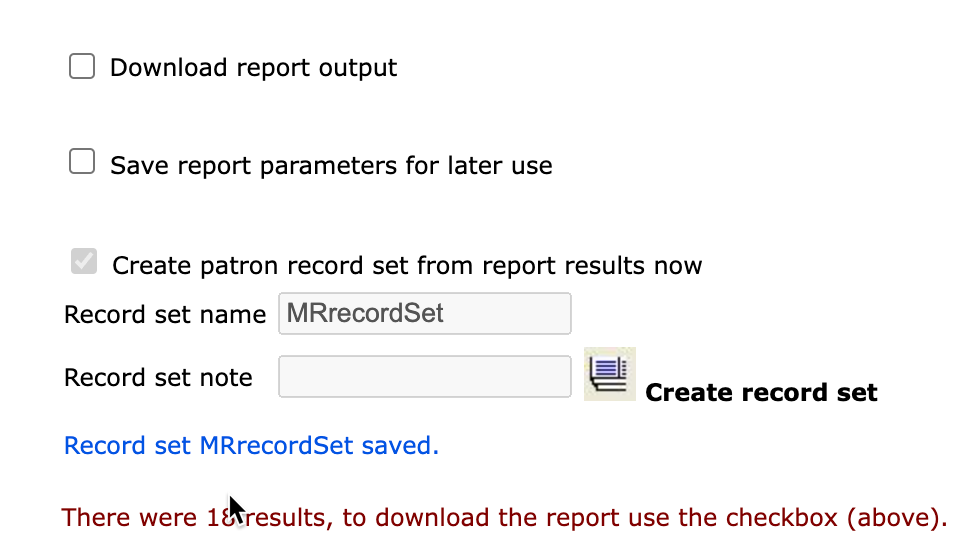 Download report output
Save report parameters for later use
Create patron record set from report results now
Record set name MRrecordSet
Record set note
Create record set
Record set MRrecordSet saved.
There were 18 results, to download the report use the checkbox (above).